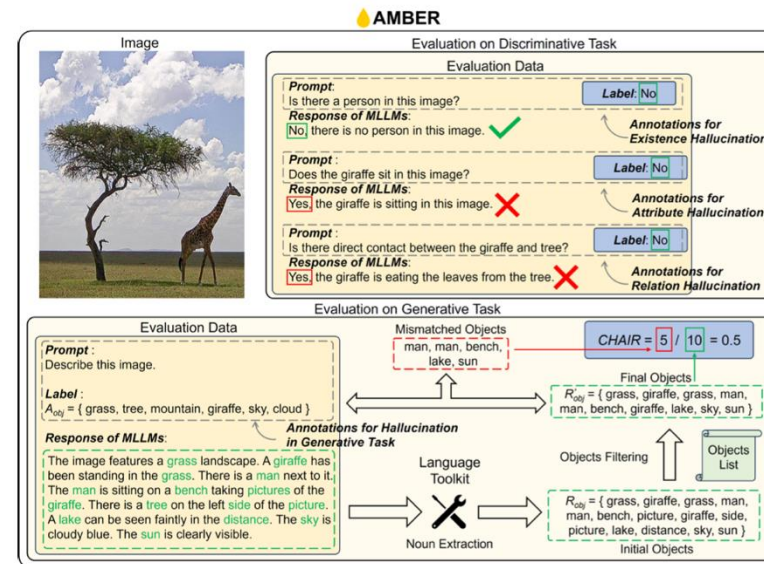 AMBER
Image
Evaluation on Discriminative Task
Evaluation Data
Prompt:
Is there a person in this image?
Label: No
Response of MLLMs:
No, there is no person in this image.
Annotations for
Existence Hallucination
Prompt :
Does the giraffe sit in this image?
Label: No
Response of MLLMs:
Yes, the giraffe is sitting in this image.
Annotations for
Attribute Hallucination
Prompt :
Is there direct contact between the giraffe and tree?
Label: No
Response of MLLMs:
Yes, the giraffe is eating the leaves from the tree.
Annotations for
Relation Hallucination
Evaluation on Generative Task
Evaluation Data
Prompt :
Describe this image.
Label :
A_obj = { grass, tree, mountain, giraffe, sky, cloud }
Annotations for Hallucination
in Generative Task
Response of MLLMs:
The image features a grass landscape. A giraffe has
been standing in the grass. There is a man next to it.
The man is sitting on a bench taking pictures of the
giraffe. There is a tree on the left side of the picture.
A lake can be seen faintly in the distance. The sky is
cloudy blue. The sun is clearly visible.
Mismatched Objects
man, man, bench,
lake, sun
CHAIR = 5 / 10 = 0.5
Final Objects
R'_obj = { grass, giraffe, grass, man,
man, bench, giraffe, lake, sky, sun }
Objects Filtering
Objects
List
Language
Toolkit
Noun Extraction
R_obj = { grass, giraffe, grass, man,
man, bench, picture, giraffe, side,
picture, lake, distance, sky, sun }
Initial Objects